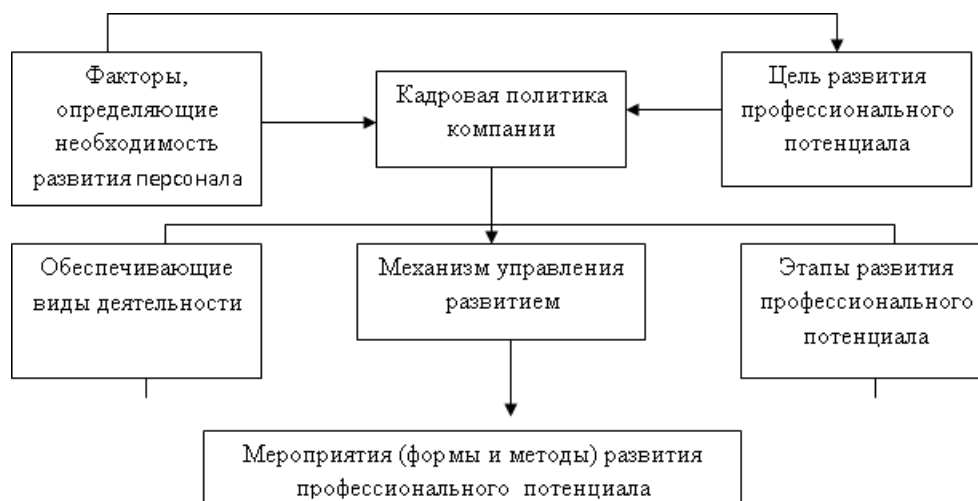 Факторы,
определяющие
необходимость
развития персонала
Кадровая политика
компании
Цель развития
профессионального
потенциала
Обеспечивающие
виды деятельности
Механизм управления
развитием
Этапы развития
профессионального
потенциала
Мероприятия (формы и методы) развития
профессионального потенциала